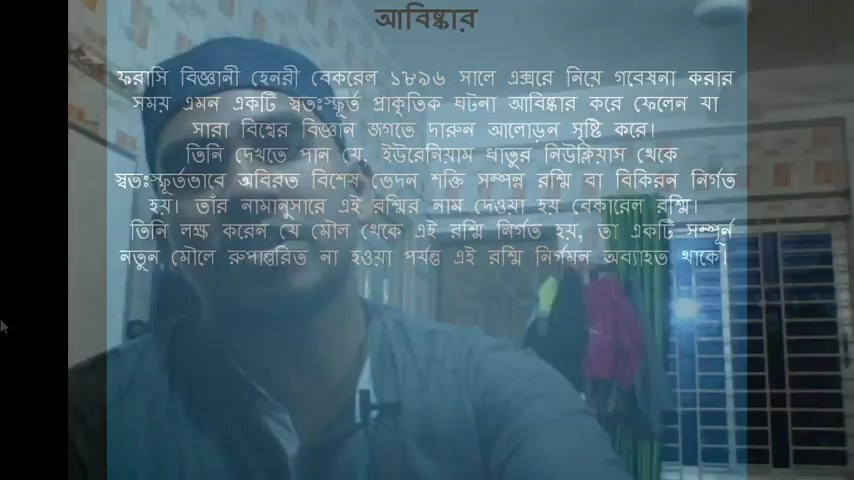 আবিষ্কার
ফরাসি বিজ্ঞানী হেনরী বেকরেল ১৮৯৬ সালে এক্সরে নিয়ে গবেষনা করার
সময় এমন একটি স্বতঃস্ফূর্ত প্রাকৃতিক ঘটনা আবিষ্কার করে ফেলেন যা
সারা বিশ্বের বিজ্ঞান জগতে দারুন আলোড়ন সৃষ্টি করে।
তিনি দেখতে পান যে, ইউরেনিয়াম ধাতুর নিউক্লিয়াস থেকে
স্বতঃস্ফূর্তভাবে অবিরত বিশেষ ভেদন শক্তি সম্পন্ন রশ্মি বা বিকিরন নির্গত
হয়। তাঁর নামানুসারে এই রশ্মির নাম দেওয়া হয় বেকারেল রশ্মি।
তিনি লক্ষ করেন যে মৌল থেকে এই রশ্মি নির্গত হয়, তা একটি সম্পূর্ন
নতুন মৌলে রুপান্তরিত না হওয়া পর্যন্ত এই রশ্মি নির্গমন অব্যাহত থাকে।